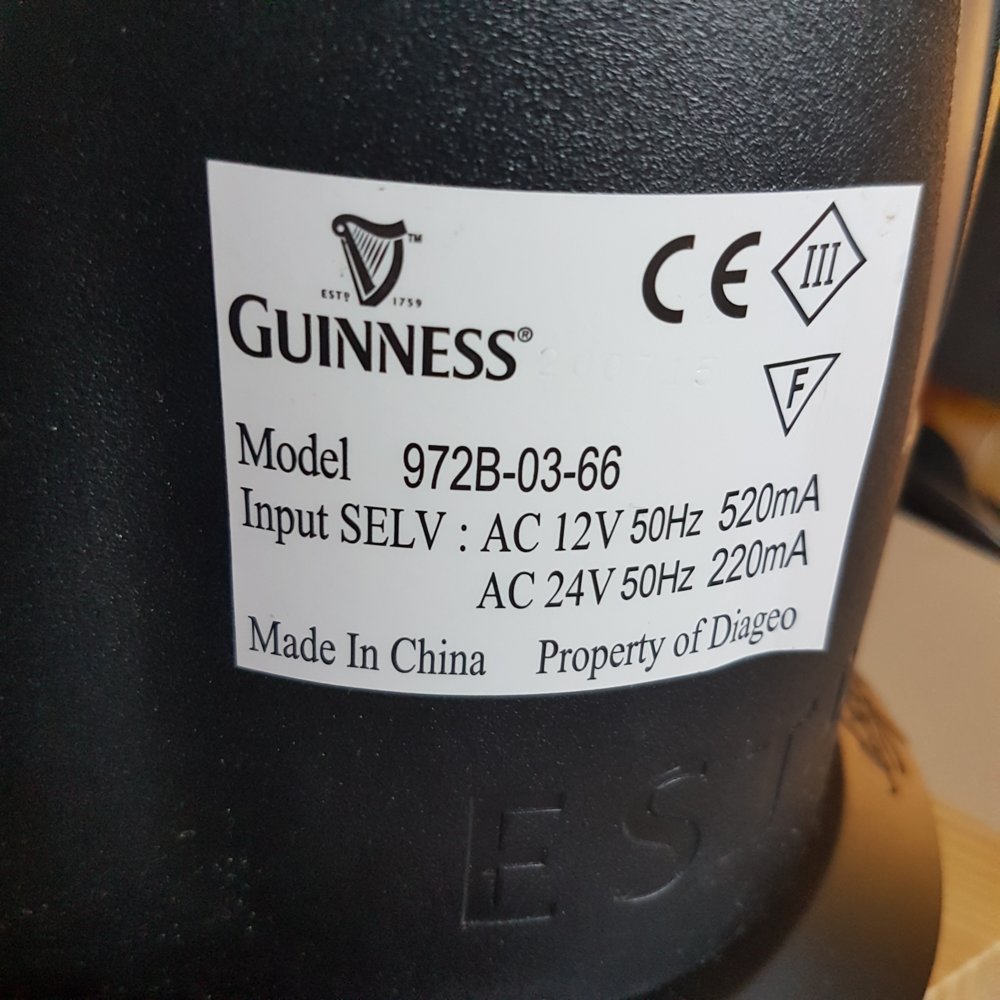 ESTD 1759
GUINNESS®
CE III
F
Model 972B-03-66
Input SELV : AC 12V 50Hz 520mA
AC 24V 50Hz 220mA
Made In China Property of Diageo
EST